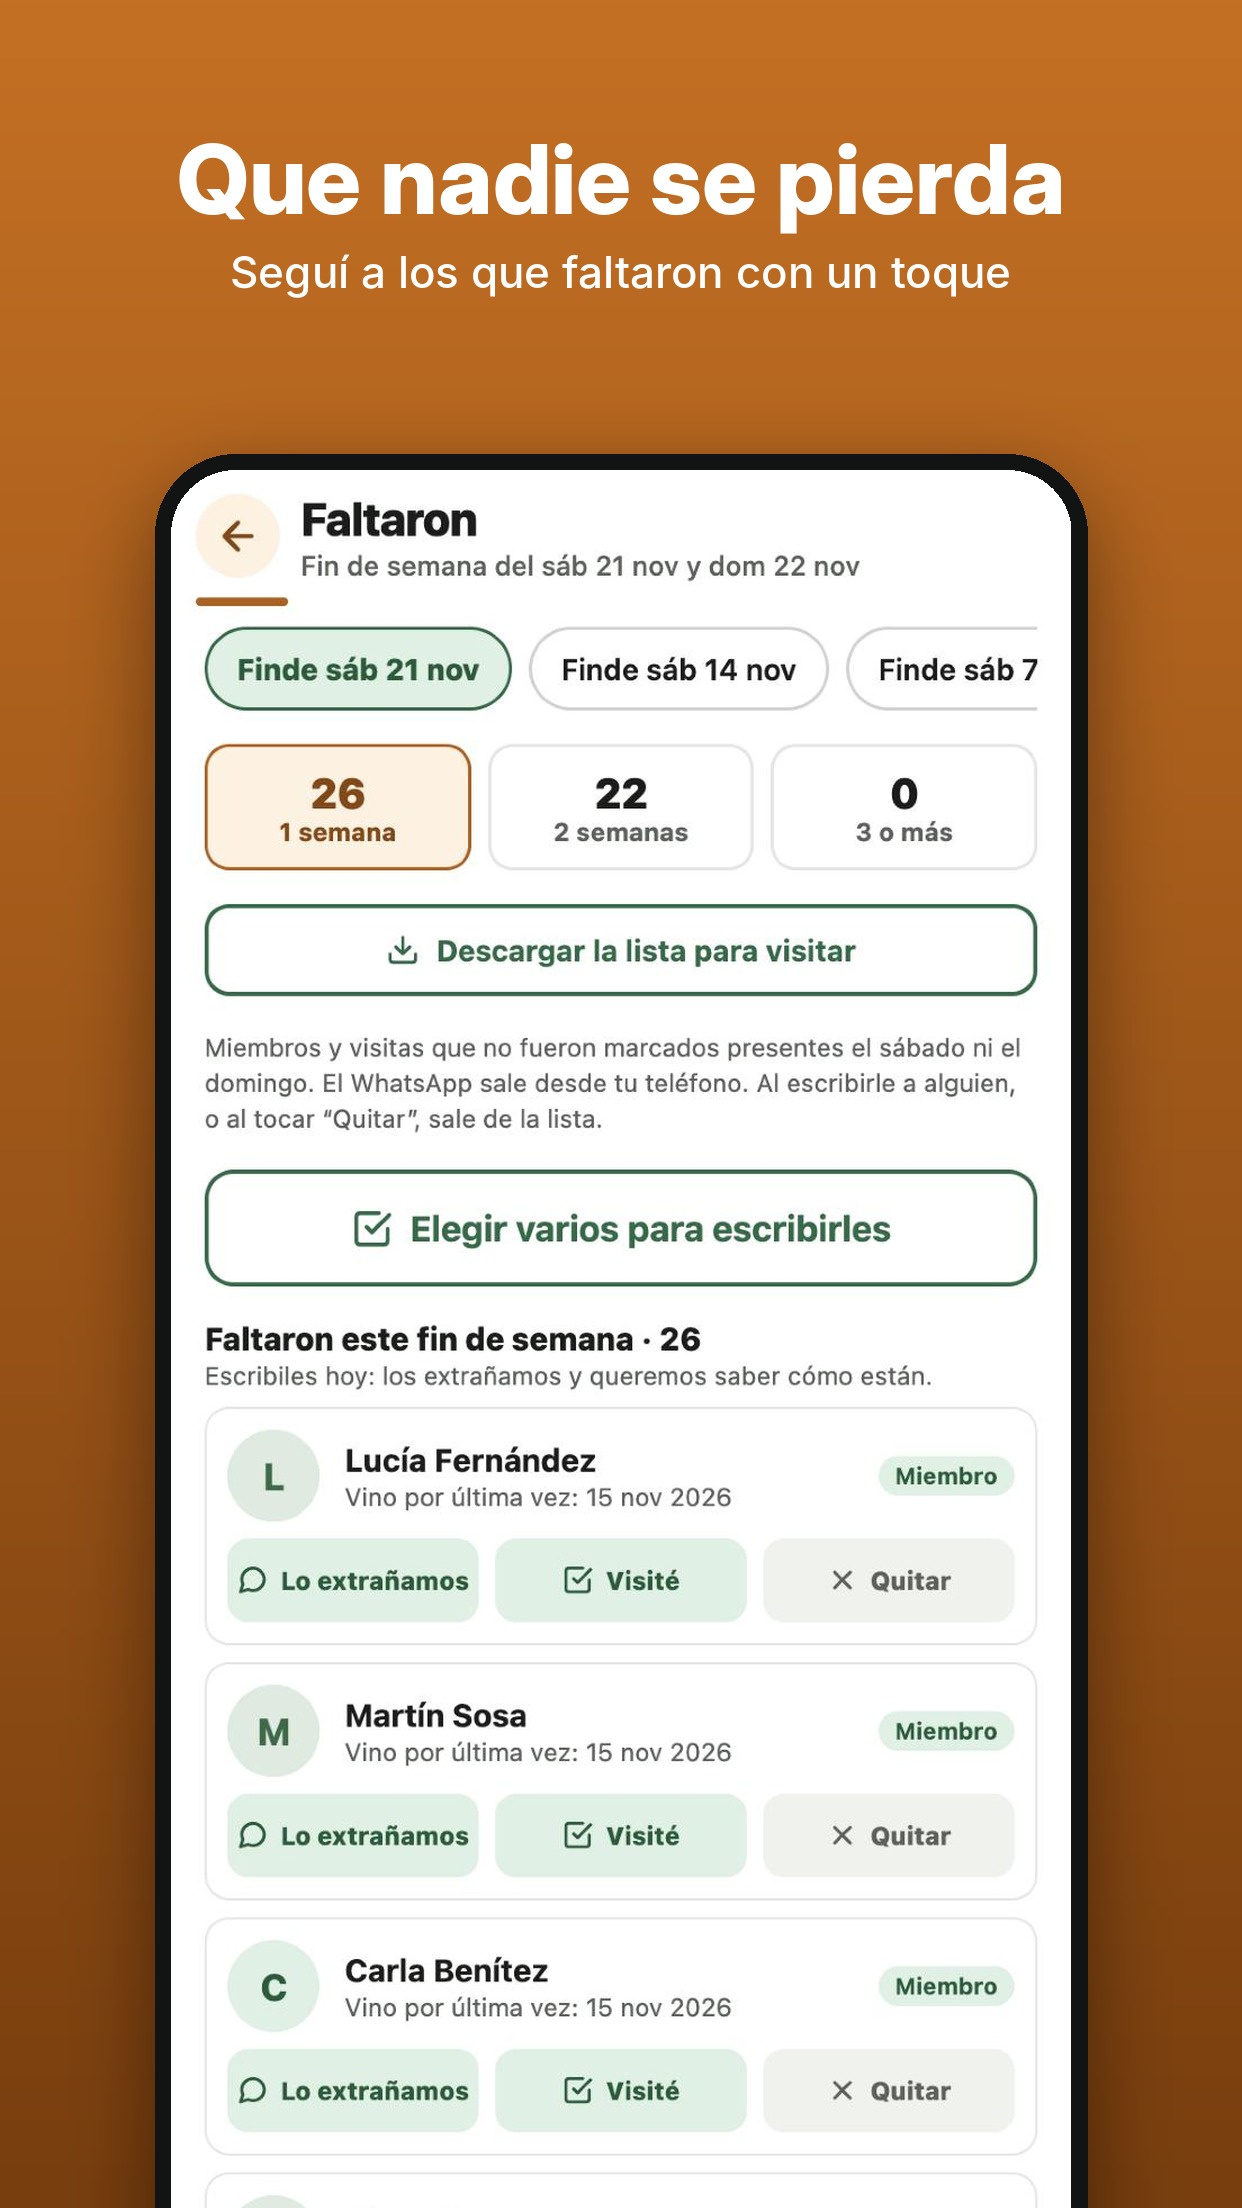 Que nadie se pierda
Seguí a los que faltaron con un toque
Faltaron
Fin de semana del sáb 21 nov y dom 22 nov
Finde sáb 21 nov
Finde sáb 14 nov
Finde sáb 7
26
1 semana
22
2 semanas
0
3 o más
Descargar la lista para visitar
Miembros y visitas que no fueron marcados presentes el sábado ni el
domingo. El WhatsApp sale desde tu teléfono. Al escribirle a alguien,
o al tocar “Quitar”, sale de la lista.
Elegir varios para escribirles
Faltaron este fin de semana · 26
Escribiles hoy: los extrañamos y queremos saber cómo están.
L
Lucía Fernández
Vino por última vez: 15 nov 2026
Miembro
Lo extrañamos
Visité
Quitar
M
Martín Sosa
Vino por última vez: 15 nov 2026
Miembro
Lo extrañamos
Visité
Quitar
C
Carla Benítez
Vino por última vez: 15 nov 2026
Miembro
Lo extrañamos
Visité
Quitar